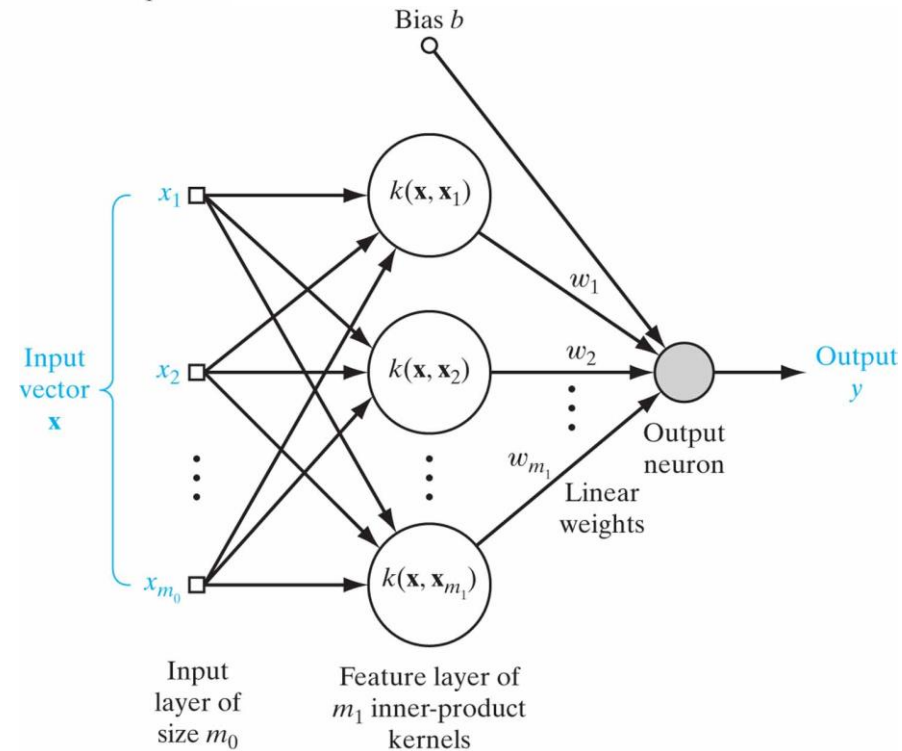 Bias b
x₁
k(x, x₁)
w₁
Input
vector
x
x₂
k(x, x₂)
w₂
Output
y
Output
neuron
wₘ₁
Linear
weights
xₘ₀
k(x, xₘ₁)
Input
layer of
size m₀
Feature layer of
m₁ inner-product
kernels